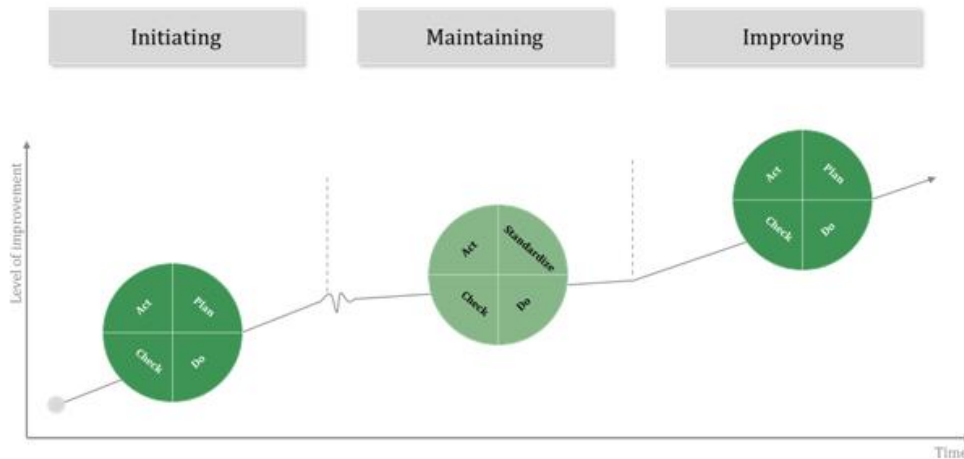 Initiating
Maintaining
Improving
Level of improvement
Act
Plan
Check
Do
Act
Standardize
Check
Do
Act
Plan
Check
Do
Time